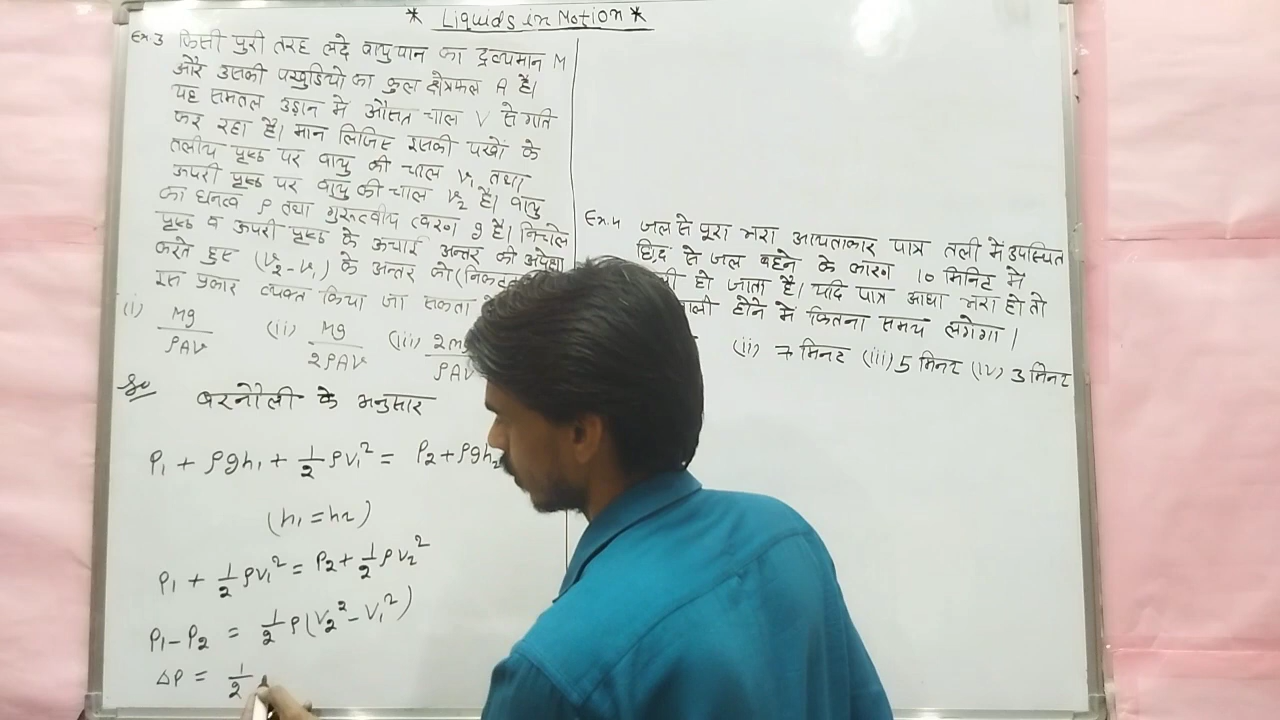 * Liquids in Motion *
Ex.3 किसी पुरी तरह लदे वायुयान का द्रव्यमान M
और उसकी पखुडियो का कुल क्षेत्रफल A है।
यह समतल उड़ान मे औसत चाल V से गति
कर रहा है। मान लिजिए इसकी पखों के
तलीय पृष्ठ पर वायु की चाल V₁ तथा
ऊपरी पृष्ठ पर वायु की चाल V₂ है। वायु
का घनत्व ρ तथा गुरूत्वीय त्वरण g है। निचले
पृष्ठ व ऊपरी पृष्ठ के ऊचाई अन्तर की अपेक्षा
करते हुए (V₂-V₁) के अन्तर को
इस प्रकार व्यक्त किया जा सकता
(i) Mg/ρAV (ii) Mg/2ρAV (iii)
बरनौली के अनुसार
P₁ + ρgh₁ + 1/2 ρv₁² = P₂ + ρgh₂
(h₁ = h₂)
P₁ + 1/2 ρv₁² = P₂ + 1/2 ρv₂²
P₁-P₂ = 1/2 ρ(V₂² - V₁²)
ΔP = 1/2
Ex.4 जल से पूरा भरा आयताकार पात्र तली में उपस्थित
छिद्र से जल बहने के कारण 10 मिनिट में
हो जाता है। यदि पात्र आधा भरा हो तो
होने मे कितना समय लगेगा।
(ii) 7 मिनट (iii) 5 मिनट (iv) 3 मिनट